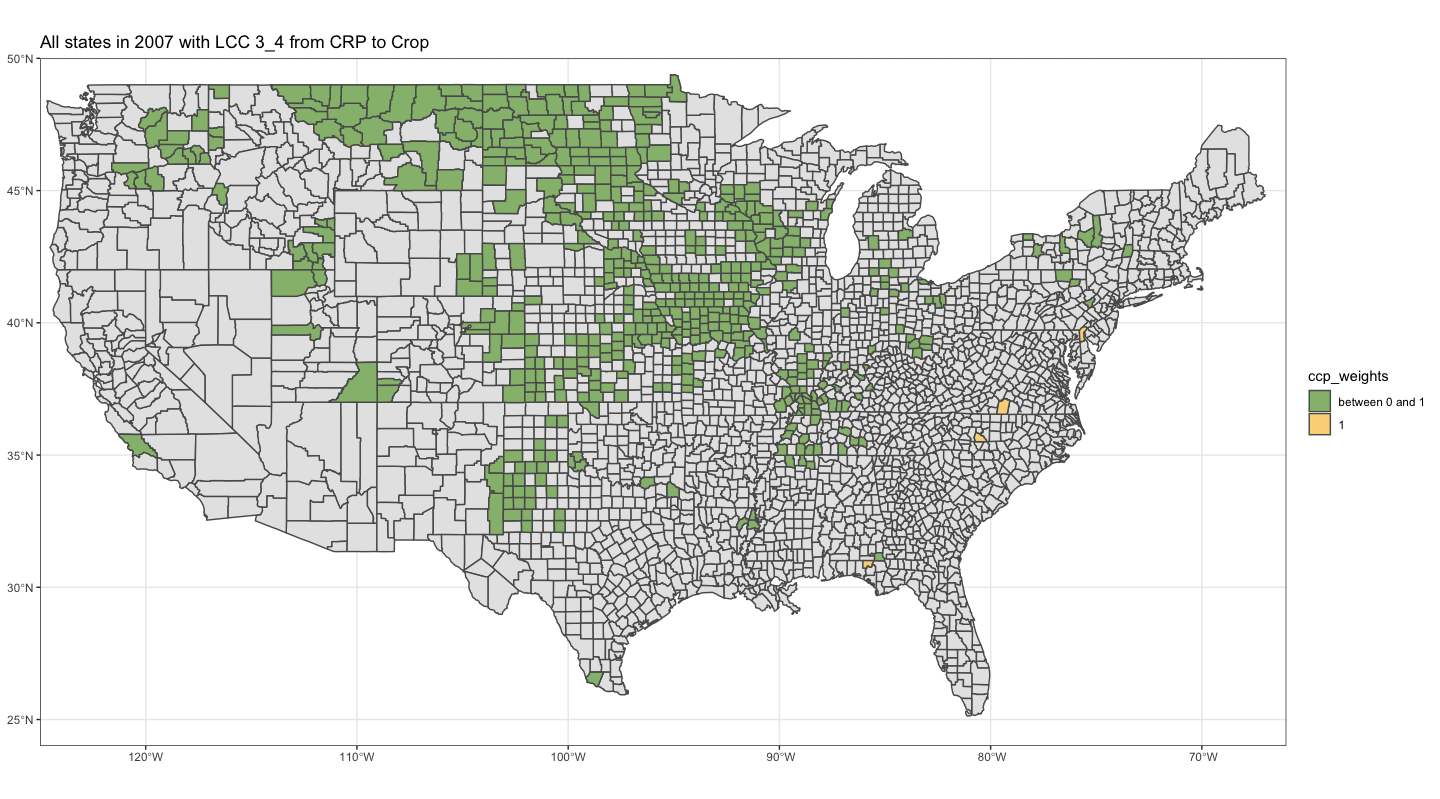 All states in 2007 with LCC 3_4 from CRP to Crop
50°N
45°N
40°N
35°N
30°N
25°N
120°W
110°W
100°W
90°W
80°W
70°W
ccp_weights
between 0 and 1
1